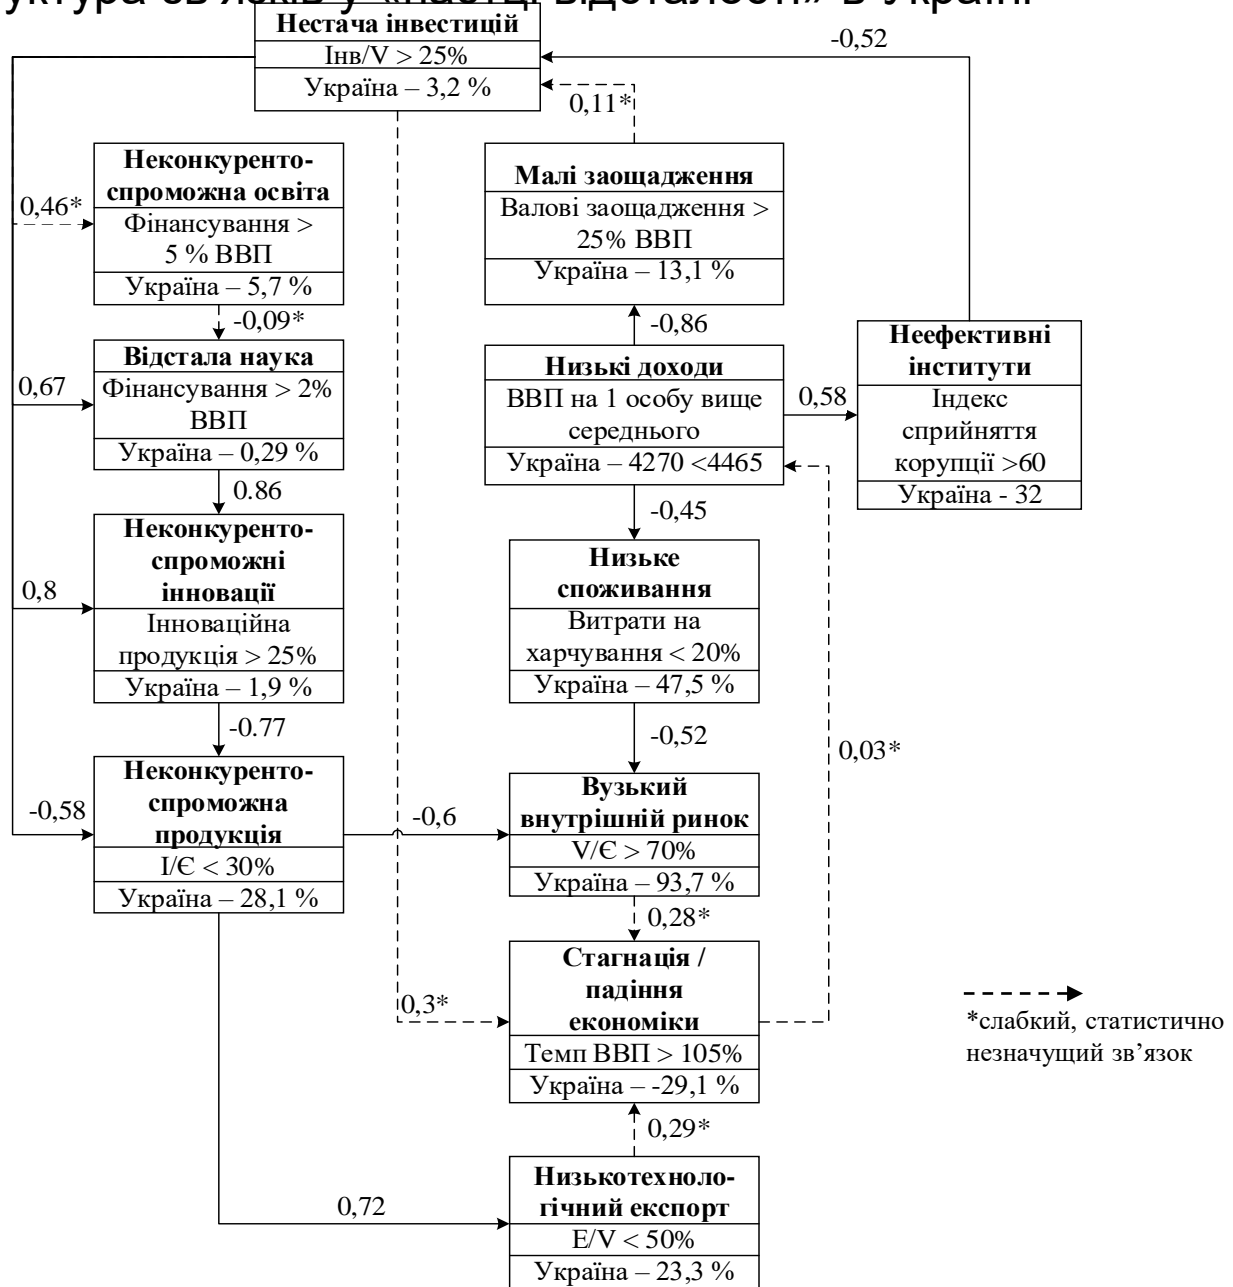 уктура зв'язків у «пастці відсталості» в Україні
Нестача інвестицій
Інв/V > 25%
Україна – 3,2 %
-0,52
0,11*
Неконкуренто-
спроможна освіта
Фінансування >
5 % ВВП
Україна – 5,7 %
0,46*
Малі заощадження
Валові заощадження >
25% ВВП
Україна – 13,1 %
-0,09*
-0,86
Відстала наука
Фінансування > 2%
ВВП
Україна – 0,29 %
0,67
Низькі доходи
ВВП на 1 особу вище
середнього
Україна – 4270 <4465
0,58
Неефективні
інститути
Індекс
сприйняття
корупції >60
Україна - 32
0.86
-0,45
Неконкуренто-
спроможні
інновації
Інноваційна
продукція > 25%
Україна – 1,9 %
0,8
Низьке
споживання
Витрати на
харчування < 20%
Україна – 47,5 %
-0.77
-0,52
0,03*
Неконкуренто-
спроможна
продукція
І/Є < 30%
Україна – 28,1 %
-0,58
-0,6
Вузький
внутрішній ринок
V/Є > 70%
Україна – 93,7 %
0,28*
Стагнація /
падіння
економіки
Темп ВВП > 105%
Україна – -29,1 %
0,3*
*слабкий, статистично
незначущий зв’язок
0,29*
0,72
Низькотехноло-
гічний експорт
E/V < 50%
Україна – 23,3 %